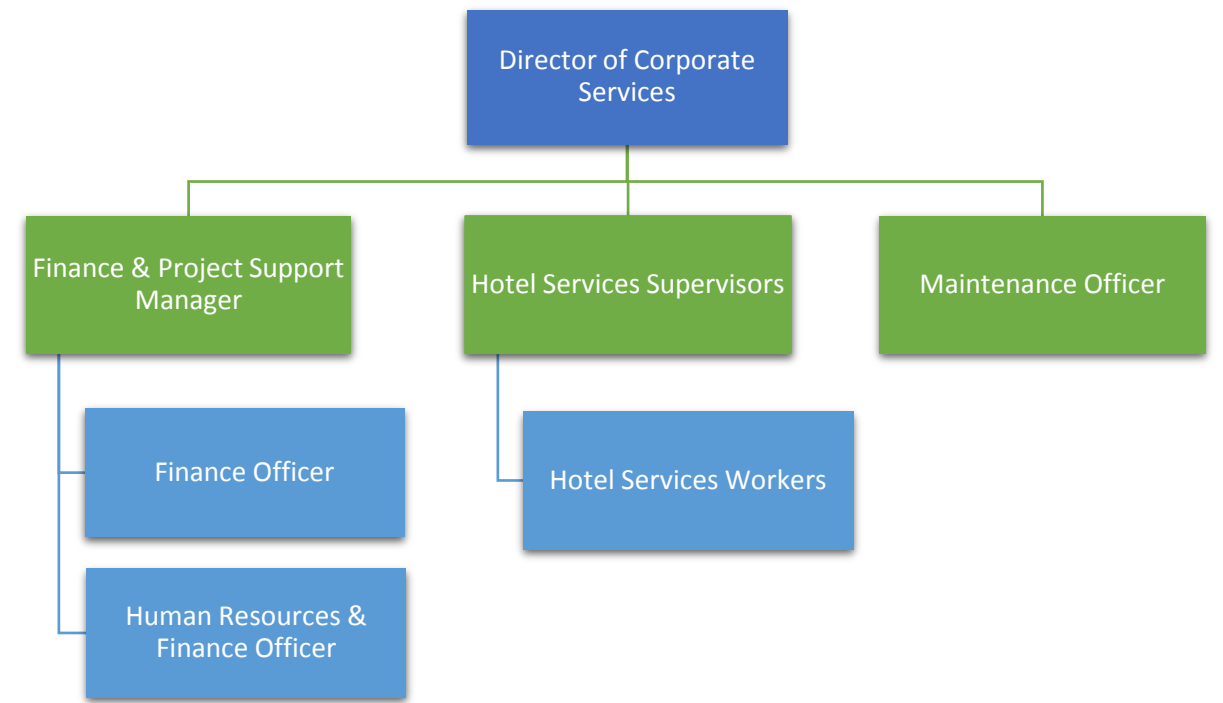 Director of Corporate
Services
Finance & Project Support
Manager
Hotel Services Supervisors
Maintenance Officer
Finance Officer
Hotel Services Workers
Human Resources &
Finance Officer